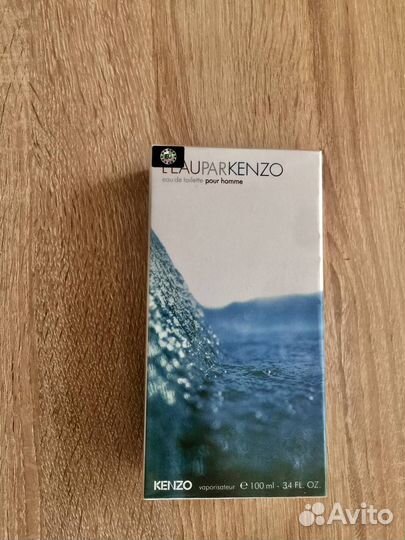 L'EAUPARKENZO
eau de toilette pour homme
KENZO vaporisateur e 100 ml - 3.4 FL. OZ.
Avito